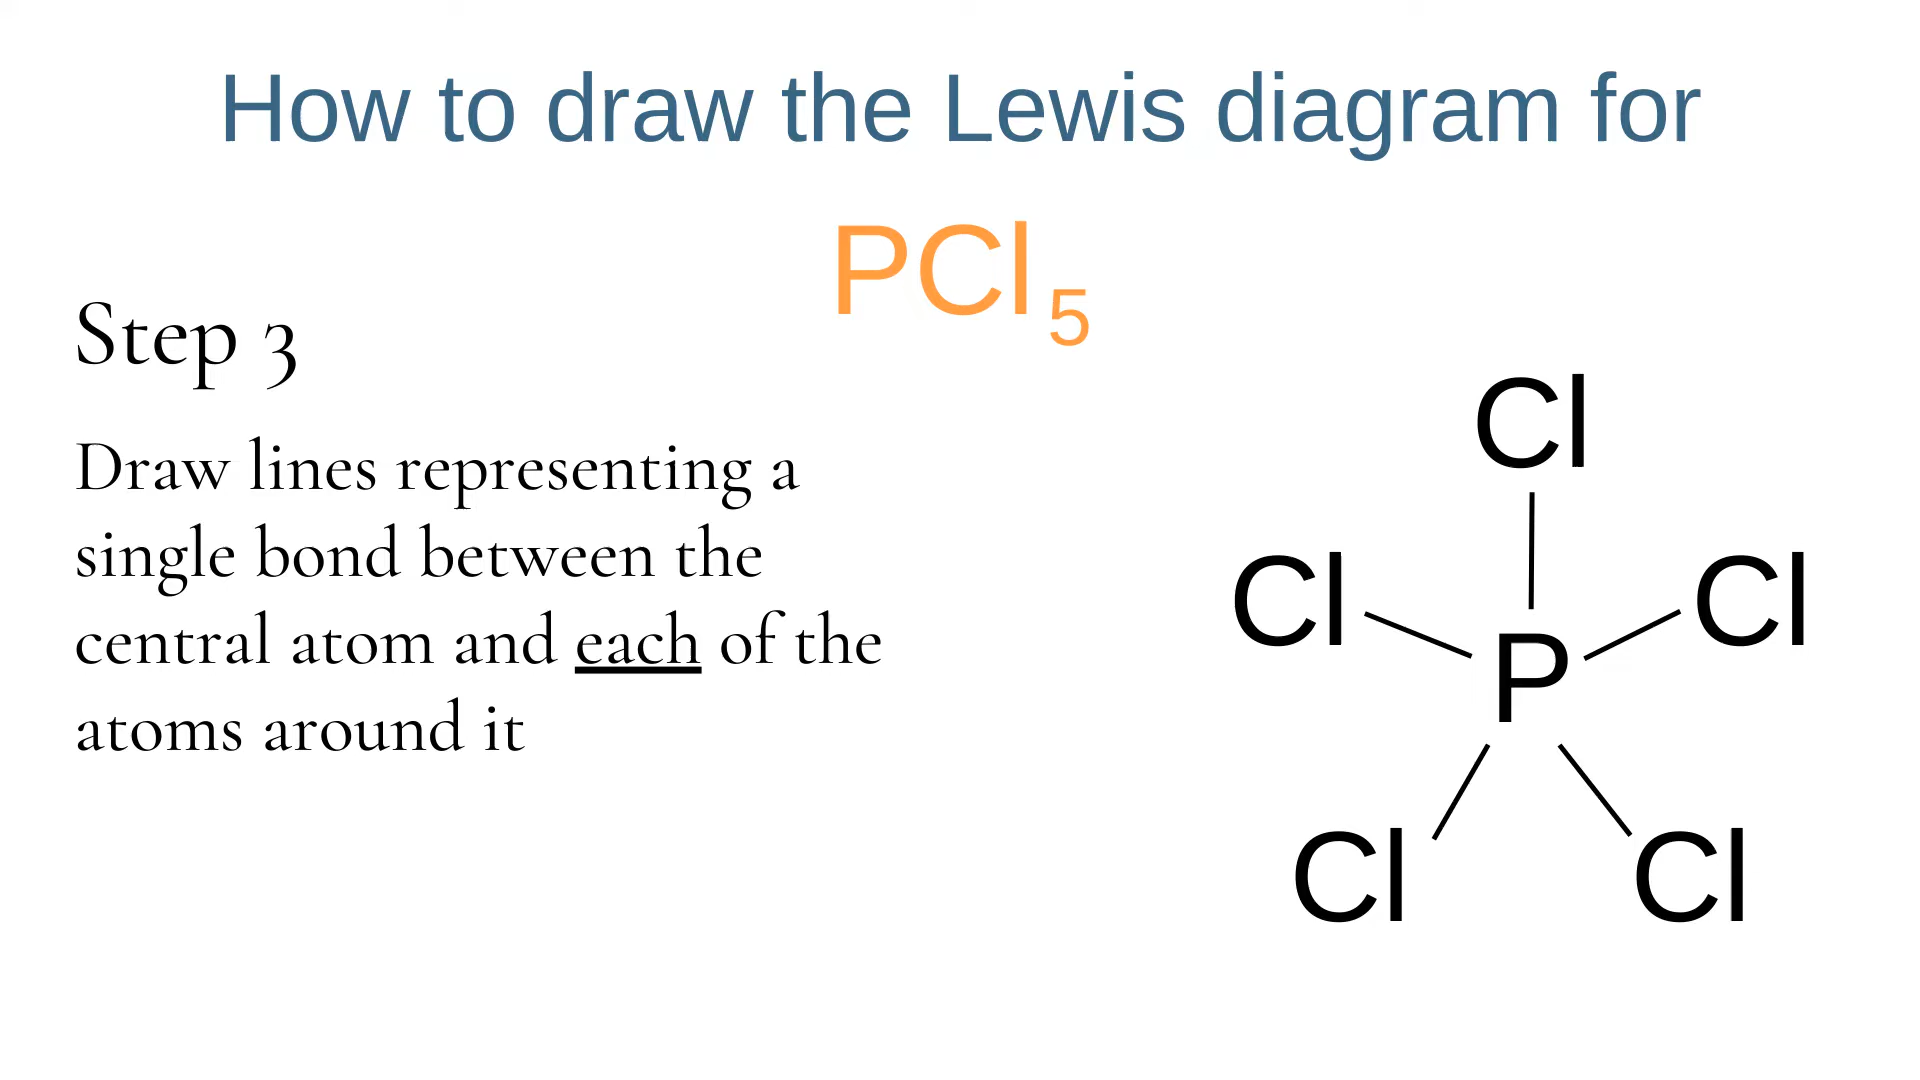 How to draw the Lewis diagram for
PCl5
Step 3
Draw lines representing a
single bond between the
central atom and each of the
atoms around it
Cl
Cl
Cl
P
Cl
Cl